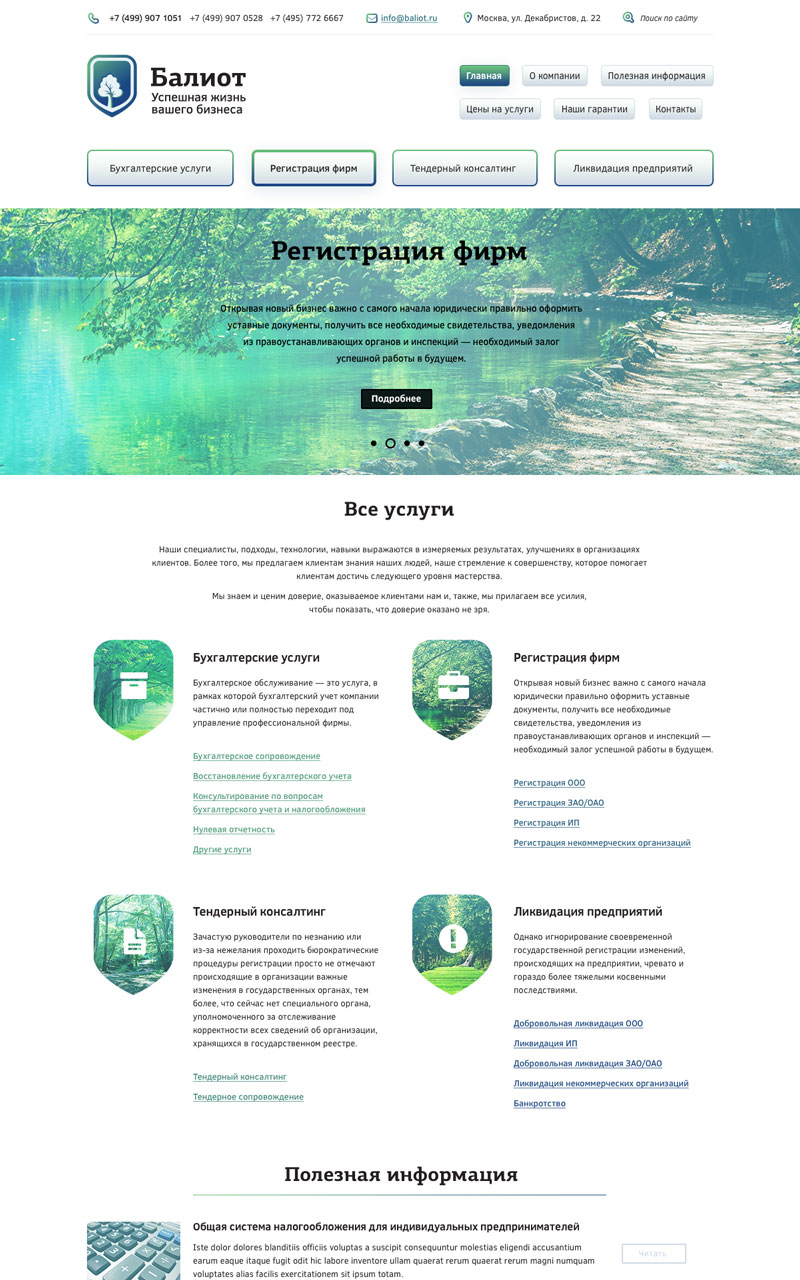 +7 (499) 907 1051 +7 (499) 907 0528 +7 (495) 772 6667 info@baliot.ru Москва, ул. Декабристов, д. 22 Поиск по сайту
Балиот
Успешная жизнь
вашего бизнеса
Главная О компании Полезная информация
Цены на услуги Наши гарантии Контакты
Бухгалтерские услуги Регистрация фирм Тендерный консалтинг Ликвидация предприятий
Регистрация фирм
Открывая новый бизнес важно с самого начала юридически правильно оформить
уставные документы, получить все необходимые свидетельства, уведомления
из правоустанавливающих органов и инспекций — необходимый залог
успешной работы в будущем.
Подробнее
Все услуги
Наши специалисты, подходы, технологии, навыки выражаются в измеряемых результатах, улучшениях в организациях
клиентов. Более того, мы предлагаем клиентам знания наших людей, наше стремление к совершенству, которое помогает
клиентам достичь следующего уровня мастерства.
Мы знаем и ценим доверие, оказываемое клиентами нам и, также, мы прилагаем все усилия,
чтобы показать, что доверие оказано не зря.
Бухгалтерские услуги
Бухгалтерское обслуживание — это услуга, в
рамках которой бухгалтерский учет компании
частично или полностью переходит под
управление профессиональной фирмы.
Бухгалтерское сопровождение
Восстановление бухгалтерского учета
Консультирование по вопросам
бухгалтерского учета и налогообложения
Нулевая отчетность
Другие услуги
Регистрация фирм
Открывая новый бизнес важно с самого начала
юридически правильно оформить уставные
документы, получить все необходимые
свидетельства, уведомления из
правоустанавливающих органов и инспекций —
необходимый залог успешной работы в будущем.
Регистрация ООО
Регистрация ЗАО/ОАО
Регистрация ИП
Регистрация некоммерческих организаций
Тендерный консалтинг
Зачастую руководители по незнанию или
из-за нежелания проходить бюрократические
процедуры регистрации просто не отмечают
происходящие в организации важные
изменения в государственных органах, тем
более, что сейчас нет специального органа,
уполномоченного за отслеживание
корректности всех сведений об организации,
хранящихся в государственном реестре.
Тендерный консалтинг
Тендерное сопровождение
Ликвидация предприятий
Однако игнорирование своевременной
государственной регистрации изменений,
происходящих на предприятии, чревато и
гораздо более тяжелыми косвенными
последствиями.
Добровольная ликвидация ООО
Ликвидация ИП
Добровольная ликвидация ЗАО/ОАО
Ликвидация некоммерческих организаций
Банкротство
Полезная информация
Общая система налогообложения для индивидуальных предпринимателей
Iste dolor dolores blanditiis officiis voluptas a suscipit consequuntur molestias eligendi accusantium
earum eaque itaque fugit odit hic labore inventore ullam quaerat rerum quaerat rerum magni numquam
voluptates alias facilis exercitationem sit ipsum totam.
Читать